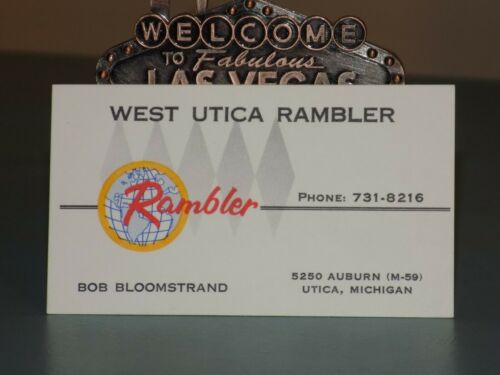 WELCOME
TO Fabulous
LAS VEGAS
WEST UTICA RAMBLER
Rambler
PHONE: 731-8216
BOB BLOOMSTRAND
5250 AUBURN (M-59)
UTICA, MICHIGAN